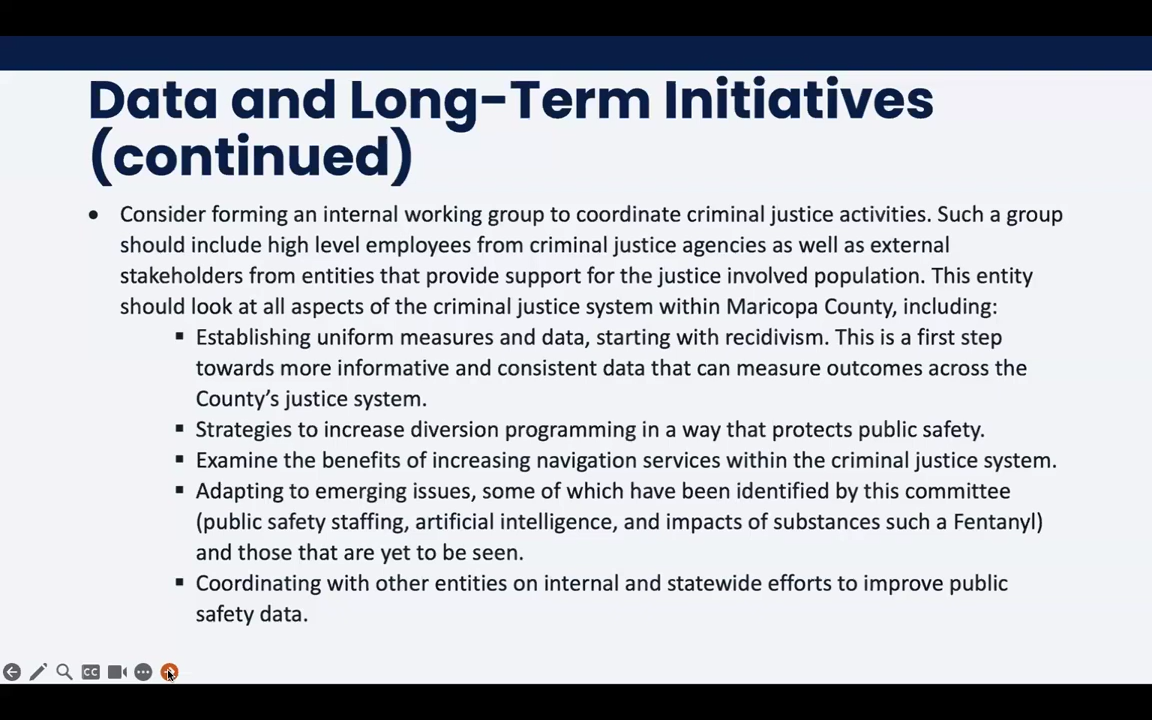 Data and Long-Term Initiatives
(continued)
• Consider forming an internal working group to coordinate criminal justice activities. Such a group
should include high level employees from criminal justice agencies as well as external
stakeholders from entities that provide support for the justice involved population. This entity
should look at all aspects of the criminal justice system within Maricopa County, including:
▪ Establishing uniform measures and data, starting with recidivism. This is a first step
towards more informative and consistent data that can measure outcomes across the
County’s justice system.
▪ Strategies to increase diversion programming in a way that protects public safety.
▪ Examine the benefits of increasing navigation services within the criminal justice system.
▪ Adapting to emerging issues, some of which have been identified by this committee
(public safety staffing, artificial intelligence, and impacts of substances such a Fentanyl)
and those that are yet to be seen.
▪ Coordinating with other entities on internal and statewide efforts to improve public
safety data.
CC